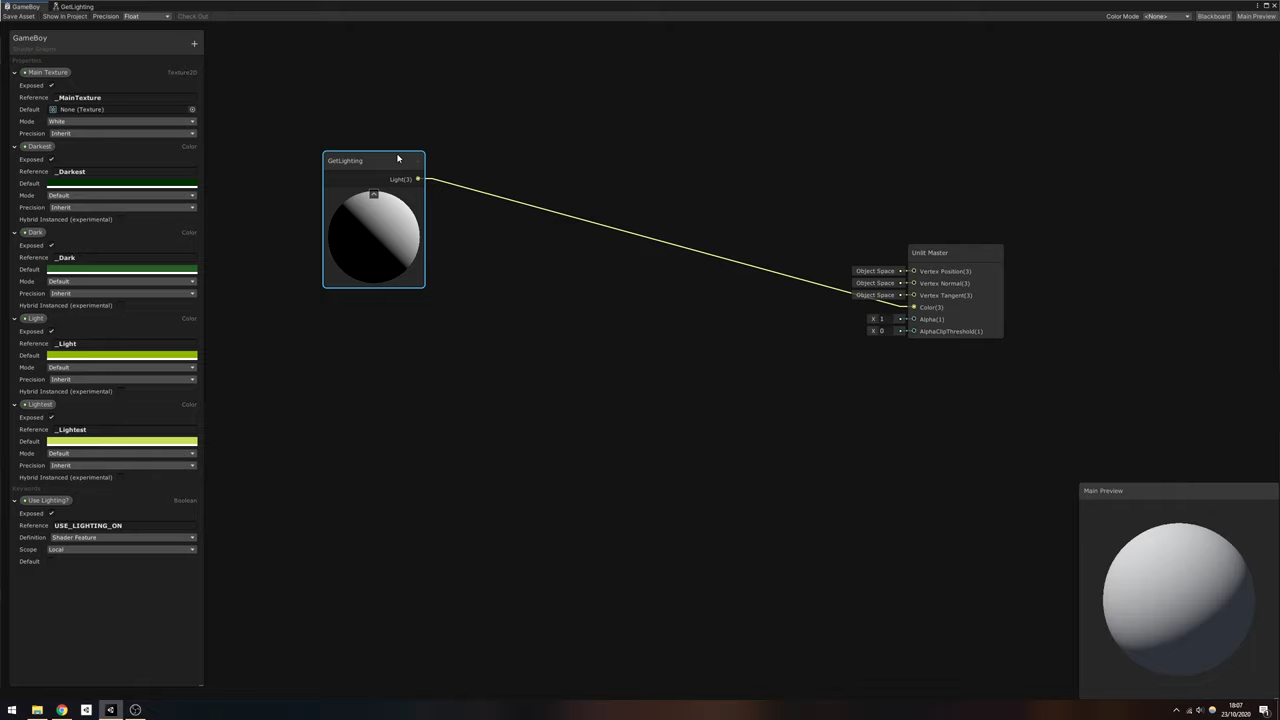 GameBoy
GetLighting
Save Asset
Show In Project
Precision
Float
Check Out
Color Mode
<None>
Blackboard
Main Preview
GameBoy
Shader Graphs
Properties
Main Texture
Texture2D
Exposed
Reference
_MainTexture
Default
None (Texture)
Mode
White
Precision
Inherit
Darkest
Color
Exposed
Reference
_Darkest
Default
Mode
Default
Precision
Inherit
Hybrid Instanced (experimental)
Dark
Color
Exposed
Reference
_Dark
Default
Mode
Default
Precision
Inherit
Hybrid Instanced (experimental)
Light
Color
Exposed
Reference
_Light
Default
Mode
Default
Precision
Inherit
Hybrid Instanced (experimental)
Lightest
Color
Exposed
Reference
_Lightest
Default
Mode
Default
Precision
Inherit
Hybrid Instanced (experimental)
Keywords
Use Lighting?
Boolean
Exposed
Reference
USE_LIGHTING_ON
Definition
Shader Feature
Scope
Local
Default
GetLighting
Light(3)
Unlit Master
Object Space
Vertex Position(3)
Object Space
Vertex Normal(3)
Object Space
Vertex Tangent(3)
Color(3)
X 1
Alpha(1)
X 0
AlphaClipThreshold(1)
Main Preview
18:07
23/10/2020